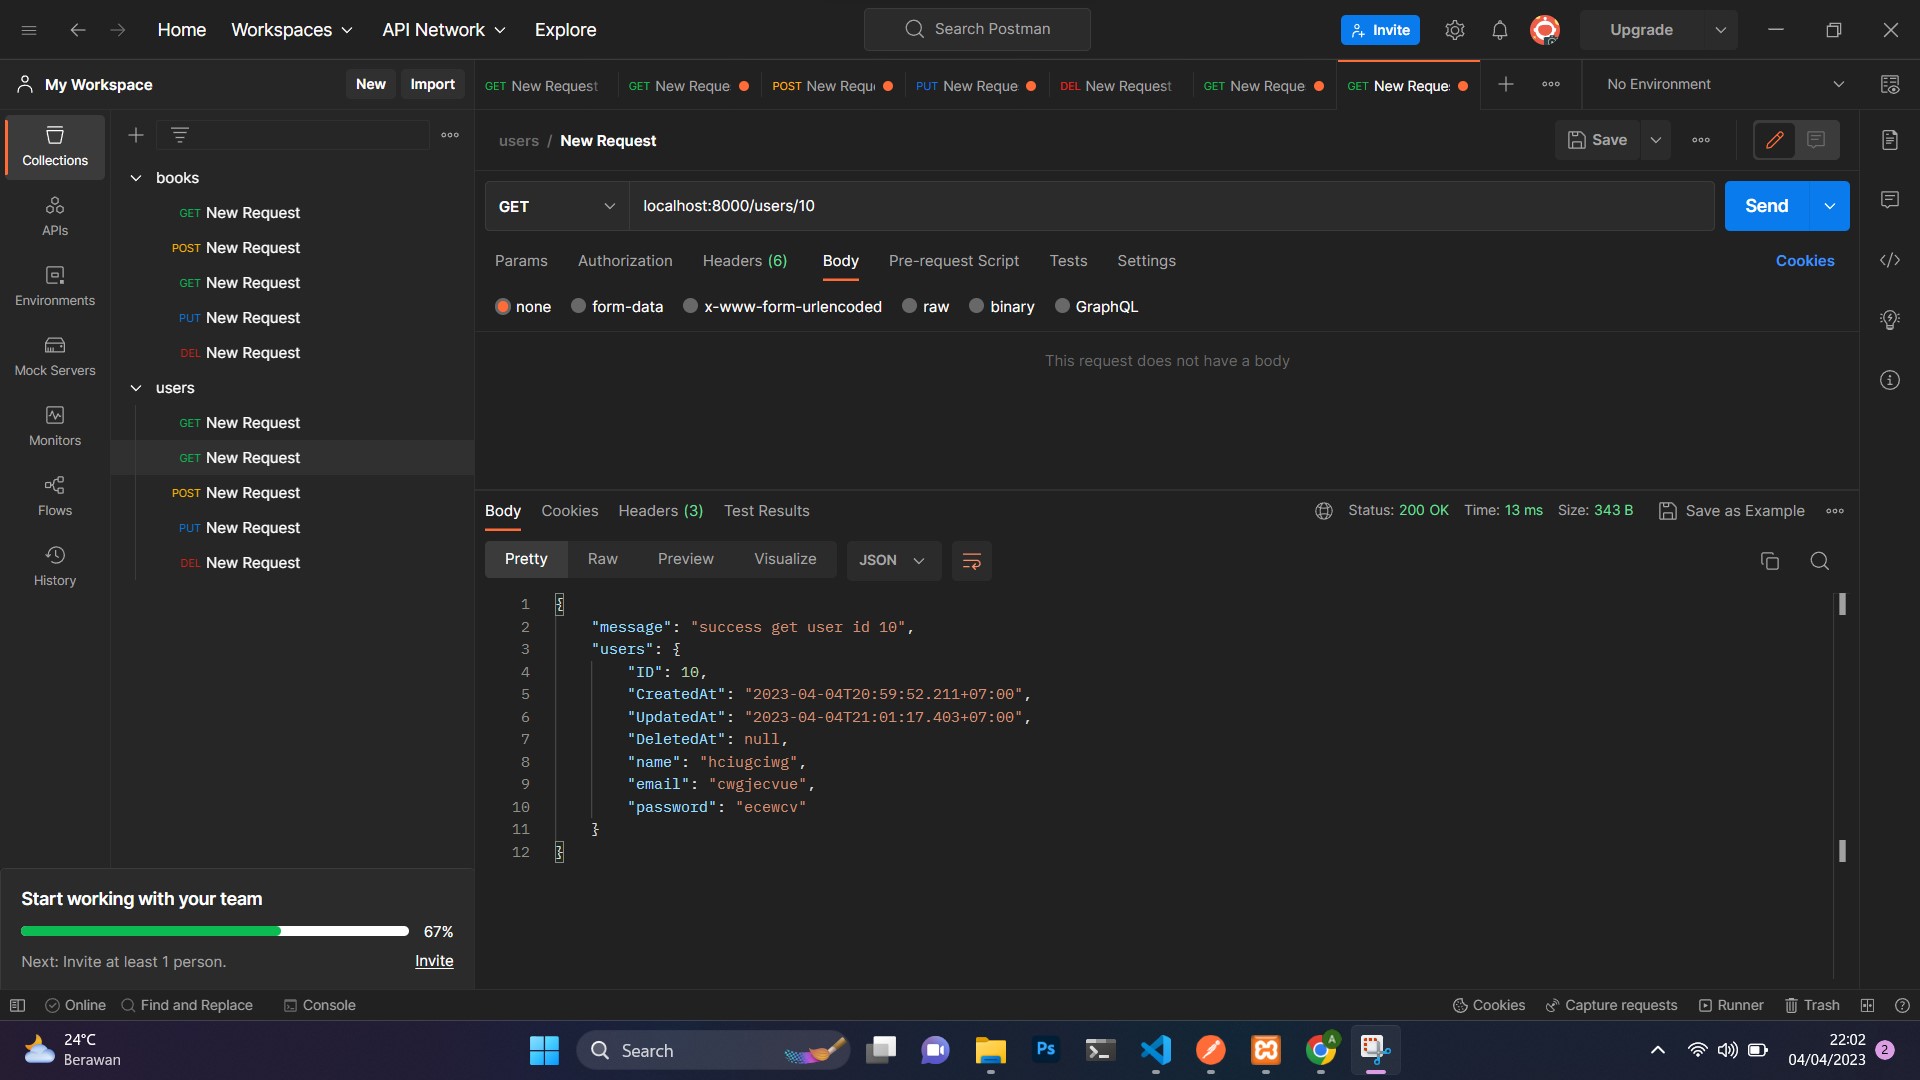 Home Workspaces API Network Explore Search Postman Invite Upgrade
My Workspace New Import GET New Request GET New Reque POST New Requ PUT New Reque DEL New Request GET New Reque GET New Reque No Environment
users / New Request Save
GET localhost:8000/users/10 Send
Params Authorization Headers (6) Body Pre-request Script Tests Settings Cookies
none form-data x-www-form-urlencoded raw binary GraphQL
This request does not have a body
Collections
APIs
Environments
Mock Servers
Monitors
Flows
History
books
GET New Request
POST New Request
GET New Request
PUT New Request
DEL New Request
users
GET New Request
GET New Request
POST New Request
PUT New Request
DEL New Request
Body Cookies Headers (3) Test Results Status: 200 OK Time: 13 ms Size: 343 B Save as Example
Pretty Raw Preview Visualize JSON
1 {
2 "message": "success get user id 10",
3 "users": {
4 "ID": 10,
5 "CreatedAt": "2023-04-04T20:59:52.211+07:00",
6 "UpdatedAt": "2023-04-04T21:01:17.403+07:00",
7 "DeletedAt": null,
8 "name": "hciugciwg",
9 "email": "cwgjecvue",
10 "password": "ecewcv"
11 }
12 }
Start working with your team
67%
Next: Invite at least 1 person. Invite
Online Find and Replace Console Cookies Capture requests Runner Trash
24°C
Berawan
Search
Ps
A
22:02
04/04/2023
2